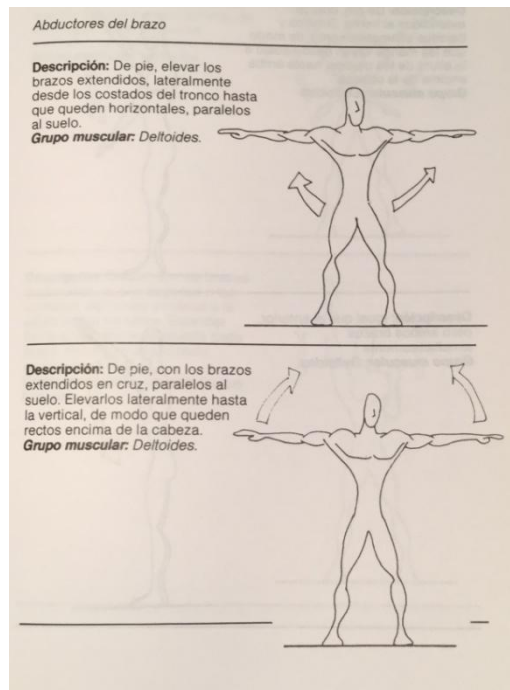 Abductores del brazo
Descripción: De pie, elevar los
brazos extendidos, lateralmente
desde los costados del tronco hasta
que queden horizontales, paralelos
al suelo.
Grupo muscular: Deltoides.
Descripción: De pie, con los brazos
extendidos en cruz, paralelos al
suelo. Elevarlos lateralmente hasta
la vertical, de modo que queden
rectos encima de la cabeza.
Grupo muscular: Deltoides.